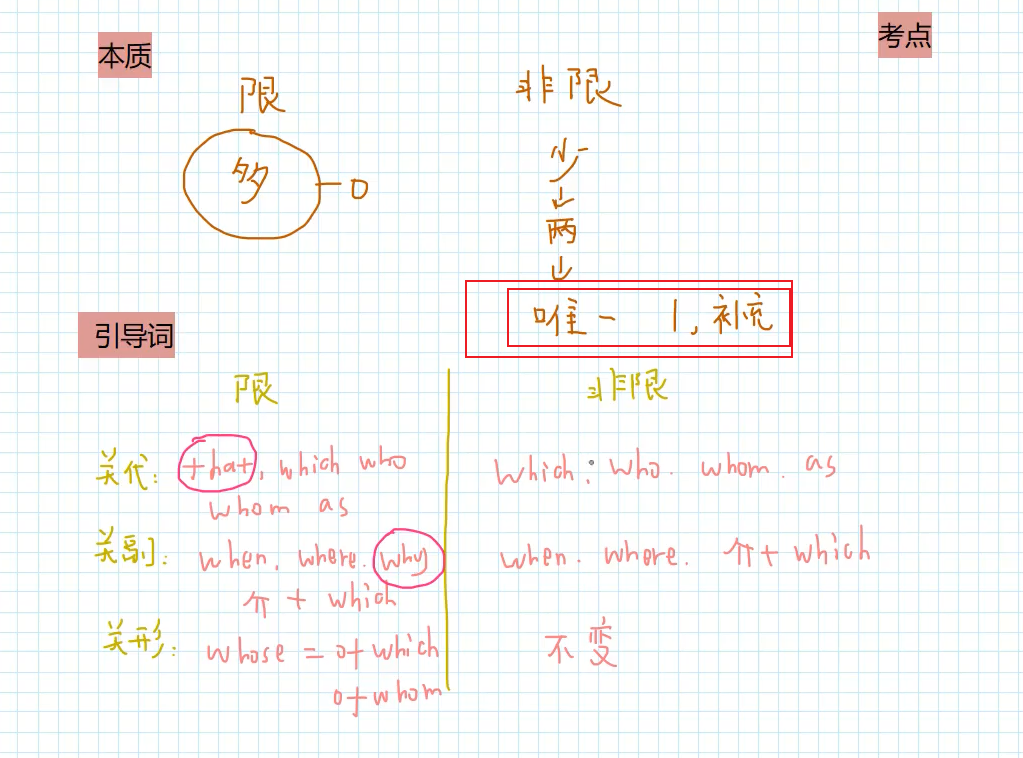 本质
考点
限
非限
多 - 0
少
↓
两
↓
唯一 1, 补充
引导词
限
非限
关代: that, which who
whom as
which, who. whom. as
关副: when, where. why
介 + which
when. where. 介+ which
关形: whose = of which
of whom
不变